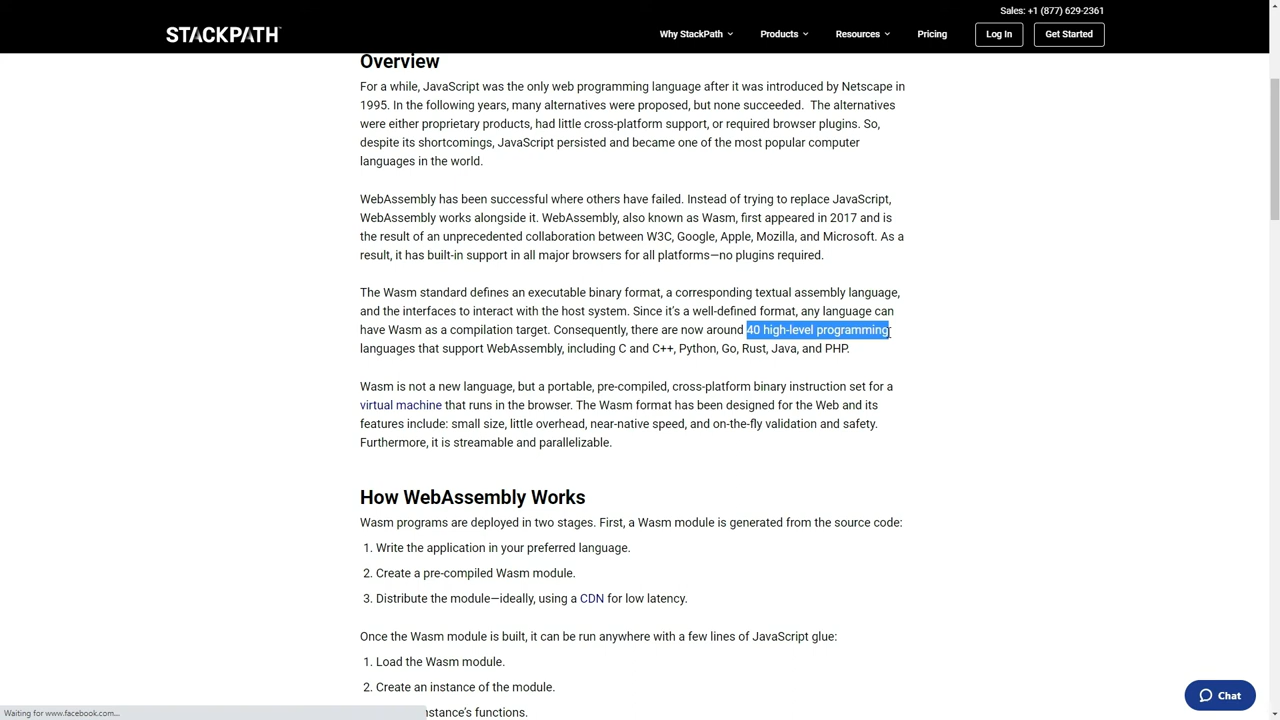 Sales: +1 (877) 629-2361
STACKPATH
Why StackPath
Products
Resources
Pricing
Log In
Get Started
Overview
For a while, JavaScript was the only web programming language after it was introduced by Netscape in
1995. In the following years, many alternatives were proposed, but none succeeded.  The alternatives
were either proprietary products, had little cross-platform support, or required browser plugins. So,
despite its shortcomings, JavaScript persisted and became one of the most popular computer
languages in the world.
WebAssembly has been successful where others have failed. Instead of trying to replace JavaScript,
WebAssembly works alongside it. WebAssembly, also known as Wasm, first appeared in 2017 and is
the result of an unprecedented collaboration between W3C, Google, Apple, Mozilla, and Microsoft. As a
result, it has built-in support in all major browsers for all platforms—no plugins required.
The Wasm standard defines an executable binary format, a corresponding textual assembly language,
and the interfaces to interact with the host system. Since it's a well-defined format, any language can
have Wasm as a compilation target. Consequently, there are now around 40 high-level programming
languages that support WebAssembly, including C and C++, Python, Go, Rust, Java, and PHP.
Wasm is not a new language, but a portable, pre-compiled, cross-platform binary instruction set for a
virtual machine that runs in the browser. The Wasm format has been designed for the Web and its
features include: small size, little overhead, near-native speed, and on-the-fly validation and safety.
Furthermore, it is streamable and parallelizable.
How WebAssembly Works
Wasm programs are deployed in two stages. First, a Wasm module is generated from the source code:
1. Write the application in your preferred language.
2. Create a pre-compiled Wasm module.
3. Distribute the module—ideally, using a CDN for low latency.
Once the Wasm module is built, it can be run anywhere with a few lines of JavaScript glue:
1. Load the Wasm module.
2. Create an instance of the module.
instance's functions.
Chat
Waiting for www.facebook.com...